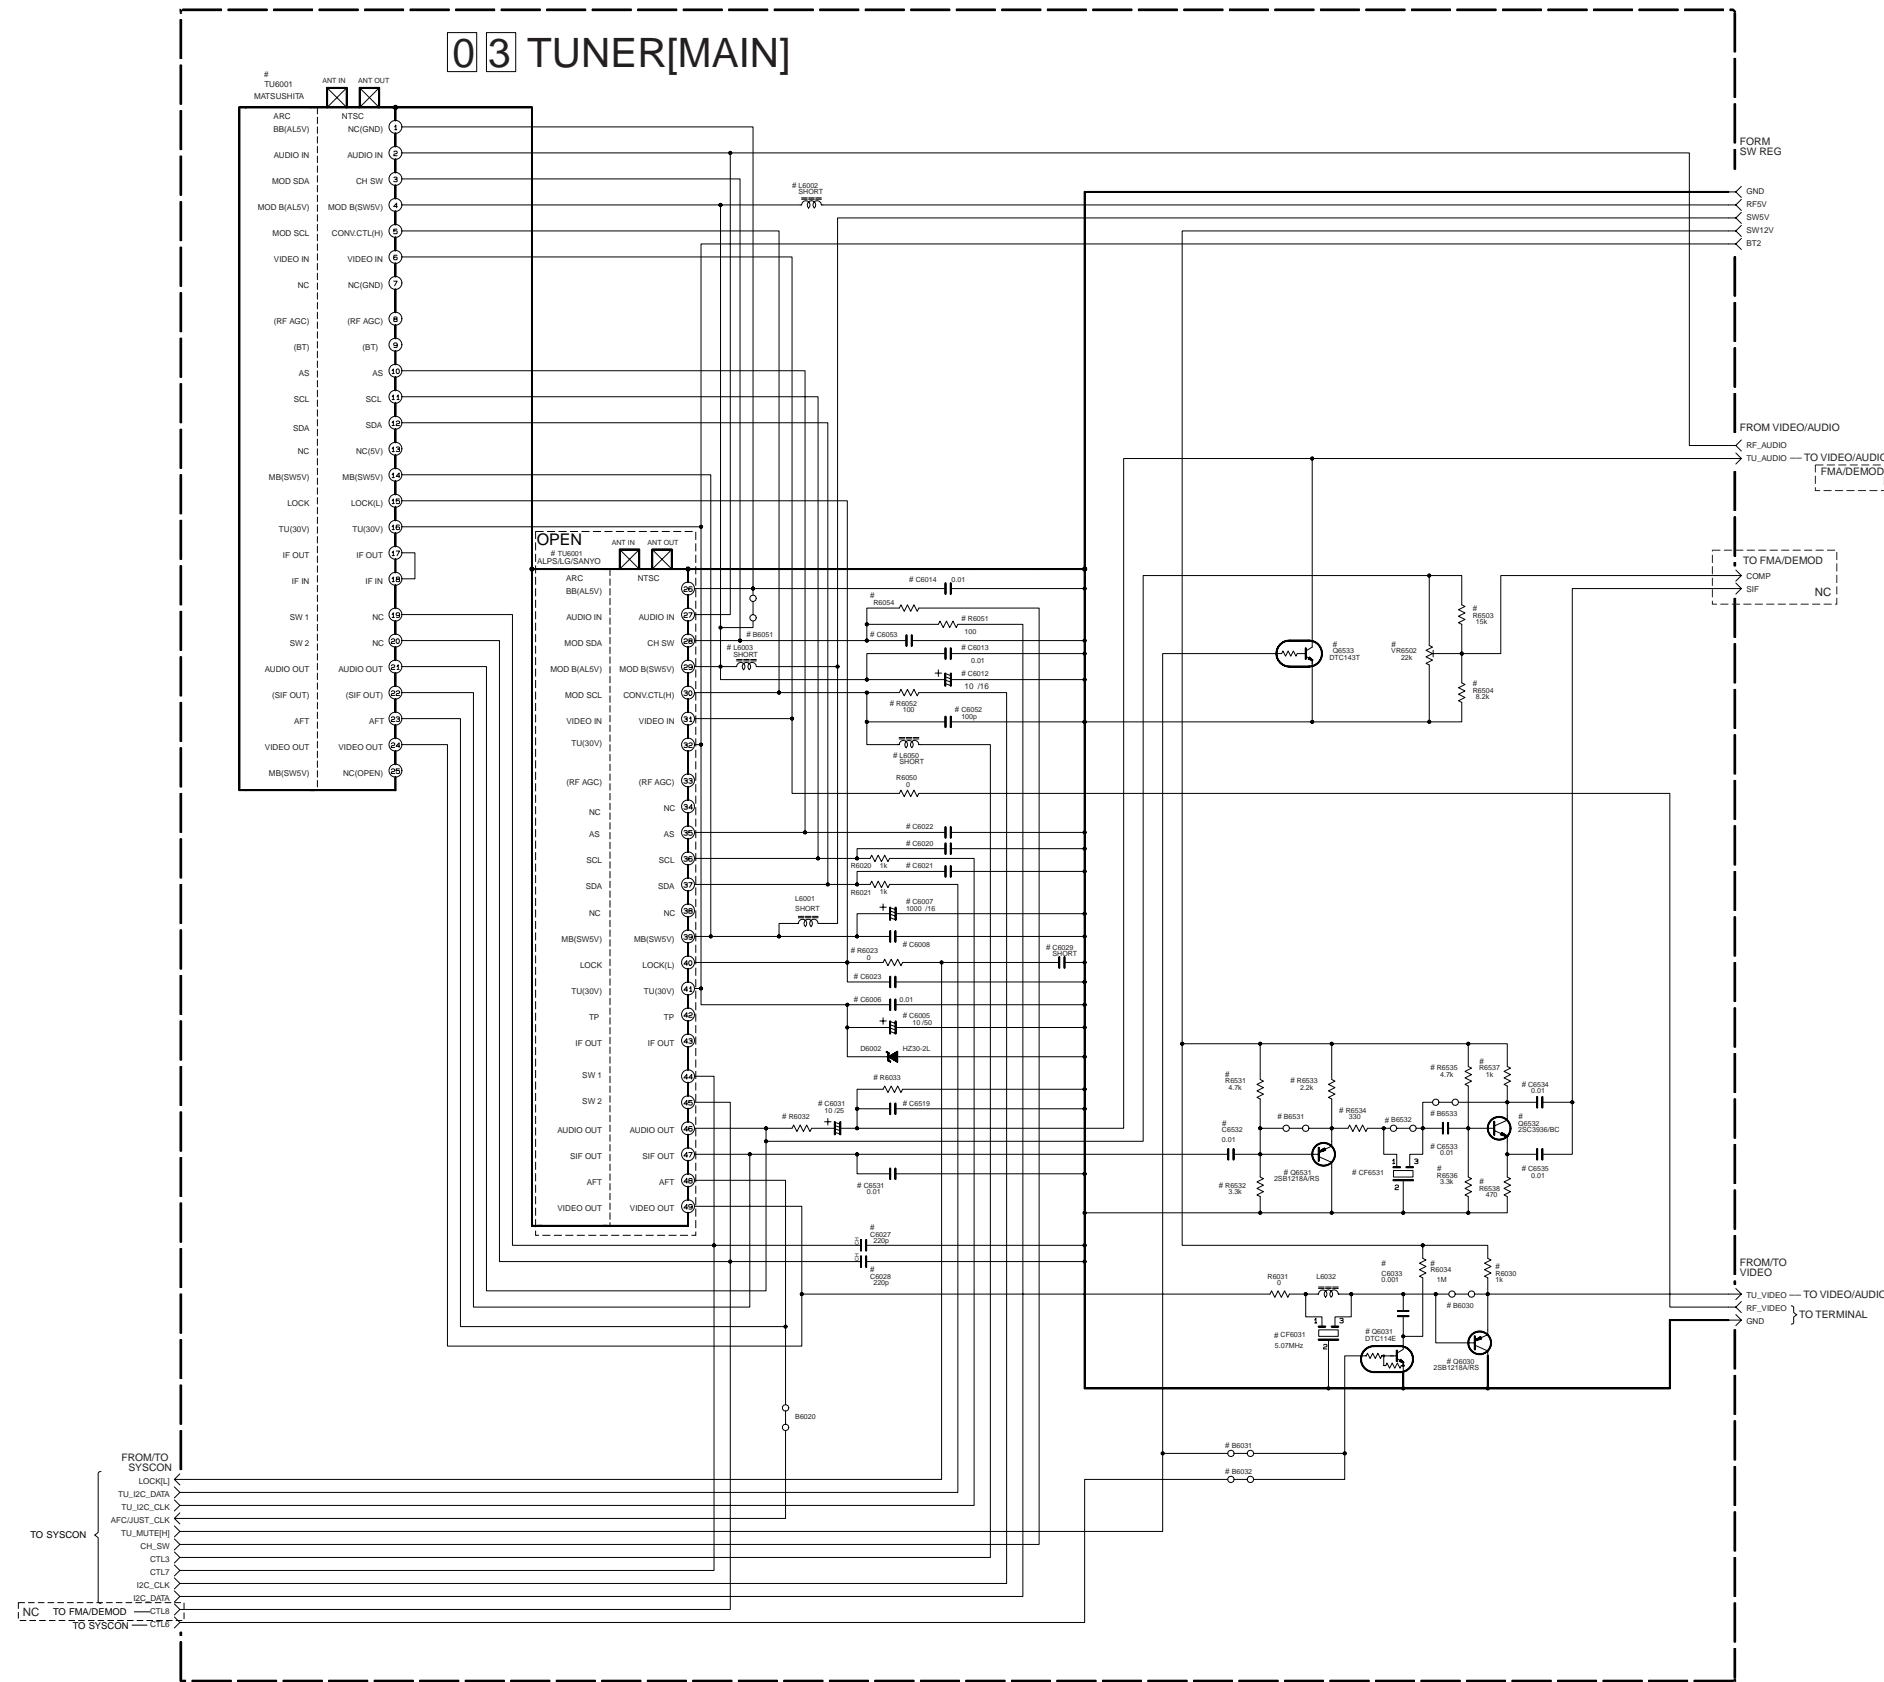 0 3 TUNER[MAIN]
#
TU6001
MATSUSHITA
ANT IN ANT OUT
ARC NTSC
BB(AL5V) NC(GND) 1
AUDIO IN AUDIO IN 2
MOD SDA CH SW 3
MOD B(AL5V) MOD B(SW5V) 4
MOD SCL CONV.CTL(H) 5
VIDEO IN VIDEO IN 6
NC NC(GND) 7
(RF AGC) (RF AGC) 8
(BT) (BT) 9
AS AS 10
SCL SCL 11
SDA SDA 12
NC NC(5V) 13
MB(SW5V) MB(SW5V) 14
LOCK LOCK(L) 15
TU(30V) TU(30V) 16
IF OUT IF OUT 17
IF IN IF IN 18
SW 1 NC 19
SW 2 NC 20
AUDIO OUT AUDIO OUT 21
(SIF OUT) (SIF OUT) 22
AFT AFT 23
VIDEO OUT VIDEO OUT 24
MB(SW5V) NC(OPEN) 25
OPEN
# TU6001
ALPS/LG/SANYO
ANT IN ANT OUT
ARC NTSC
BB(AL5V) 26
AUDIO IN AUDIO IN 27
MOD SDA CH SW 28
MOD B(AL5V) MOD B(SW5V) 29
MOD SCL CONV.CTL(H) 30
VIDEO IN VIDEO IN 31
TU(30V) 32
(RF AGC) (RF AGC) 33
NC NC 34
AS AS 35
SCL SCL 36
SDA SDA 37
NC NC 38
MB(SW5V) MB(SW5V) 39
LOCK LOCK(L) 40
TU(30V) TU(30V) 41
TP TP 42
IF OUT IF OUT 43
SW 1 44
SW 2 45
AUDIO OUT AUDIO OUT 46
SIF OUT SIF OUT 47
AFT AFT 48
VIDEO OUT VIDEO OUT 49
# L6002
SHORT
# B6051
# L6003
SHORT
# C6014 0.01
#
R6054
# R6051
100
# C6053
# C6013
0.01
+ # C6012
10 /16
# R6052
100
# C6052
100p
# L6050
SHORT
R6050
0
# C6022
# C6020
R6020 1k
# C6021
R6021 1k
L6001
SHORT
+ # C6007
1000 /16
# C6008
# R6023
0
# C6029
SHORT
# C6023
# C6006 0.01
+ # C6005
10 /50
D6002 HZ30-2L
# R6033
# C6031
10 /25
+
# C6519
# R6032
# C6531
0.01
#
C6027
220p
CH
CH
#
C6028
220p
B6020
FORM
SW REG
GND
RF5V
SW5V
SW12V
BT2
FROM VIDEO/AUDIO
RF_AUDIO
TU_AUDIO TO VIDEO/AUDIO
FMA/DEMOD
TO FMA/DEMOD
COMP
SIF NC
#
Q6533
DTC143T
#
VR6502
22k
#
R6503
15k
#
R6504
8.2k
#
R6531
4.7k
# R6533
2.2k
# R6535
4.7k
#
R6537
1k
# C6534
0.01
#
C6532
0.01
# B6531
# R6534
330
# B6532
# B6533
#
Q6532
2SC3936/BC
# C6533
0.01
# R6532
3.3k
# Q6531
2SB1218A/RS
# CF6531
1 3
2
#
R6536
3.3k
#
R6538
470
# C6535
0.01
R6031
0
L6032
#
C6033
0.001
#
R6034
1M
#
R6030
1k
# B6030
# CF6031
5.07MHz
1 3
2
# Q6031
DTC114E
# Q6030
2SB1218A/RS
FROM/TO
VIDEO
TU_VIDEO TO VIDEO/AUDIO
RF_VIDEO
GND
TO TERMINAL
# B6031
# B6032
FROM/TO
SYSCON
LOCK[L]
TU_I2C_DATA
TU_I2C_CLK
AFC/JUST_CLK
TO SYSCON
TU_MUTE[H]
CH_SW
CTL3
CTL7
I2C_CLK
I2C_DATA
NC TO FMA/DEMOD CTL8
TO SYSCON CTL6